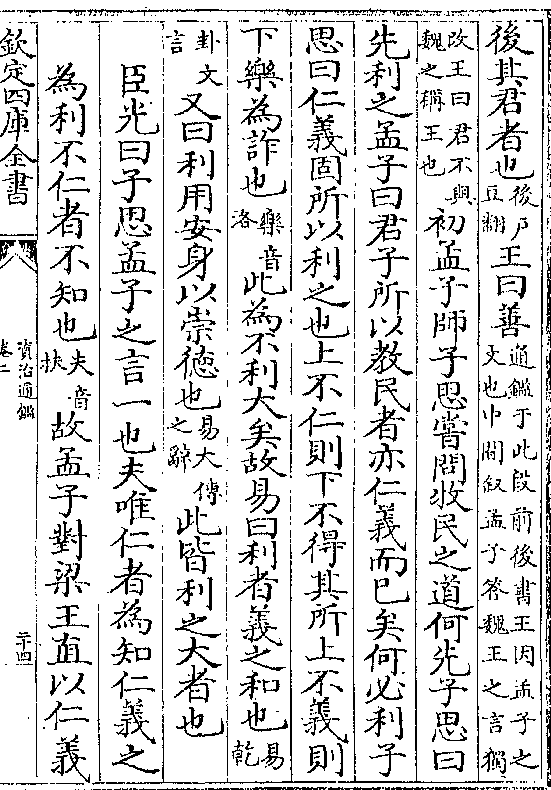 後其君者也後戸豆翻王曰善通鑑于此段前後書王因孟子之文也中間叙孟子答魏王之言獨
改王曰君不與魏之稱王也初孟子師子思嘗問牧民之道何先子思曰
先利之孟子曰君子所以教民者亦仁義而已矣何必利子
思曰仁義固所以利之也上不仁則下不得其所上不義則
下樂為詐也樂音洛此為不利大矣故易曰利者義之和也易乾
卦文言又曰利用安身以崇徳也易大傳之辭此皆利之大者也
臣光曰子思孟子之言一也夫唯仁者為知仁義之
為利不仁者不知也夫音扶故孟子對梁王直以仁義
欽定四庫全書
資治通鑑
卷二
二十四